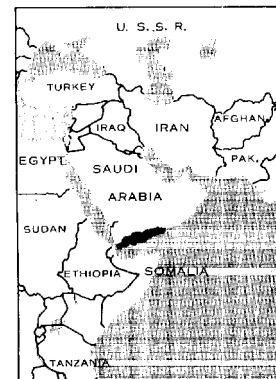 U. S. S. R.
TURKEY
AFGHAN.
IRAQ
IRAN
EGYPT
SAUDI
PAK.
ARABIA
SUDAN
ETHIOPIA
SOMALIA
TANZANIA